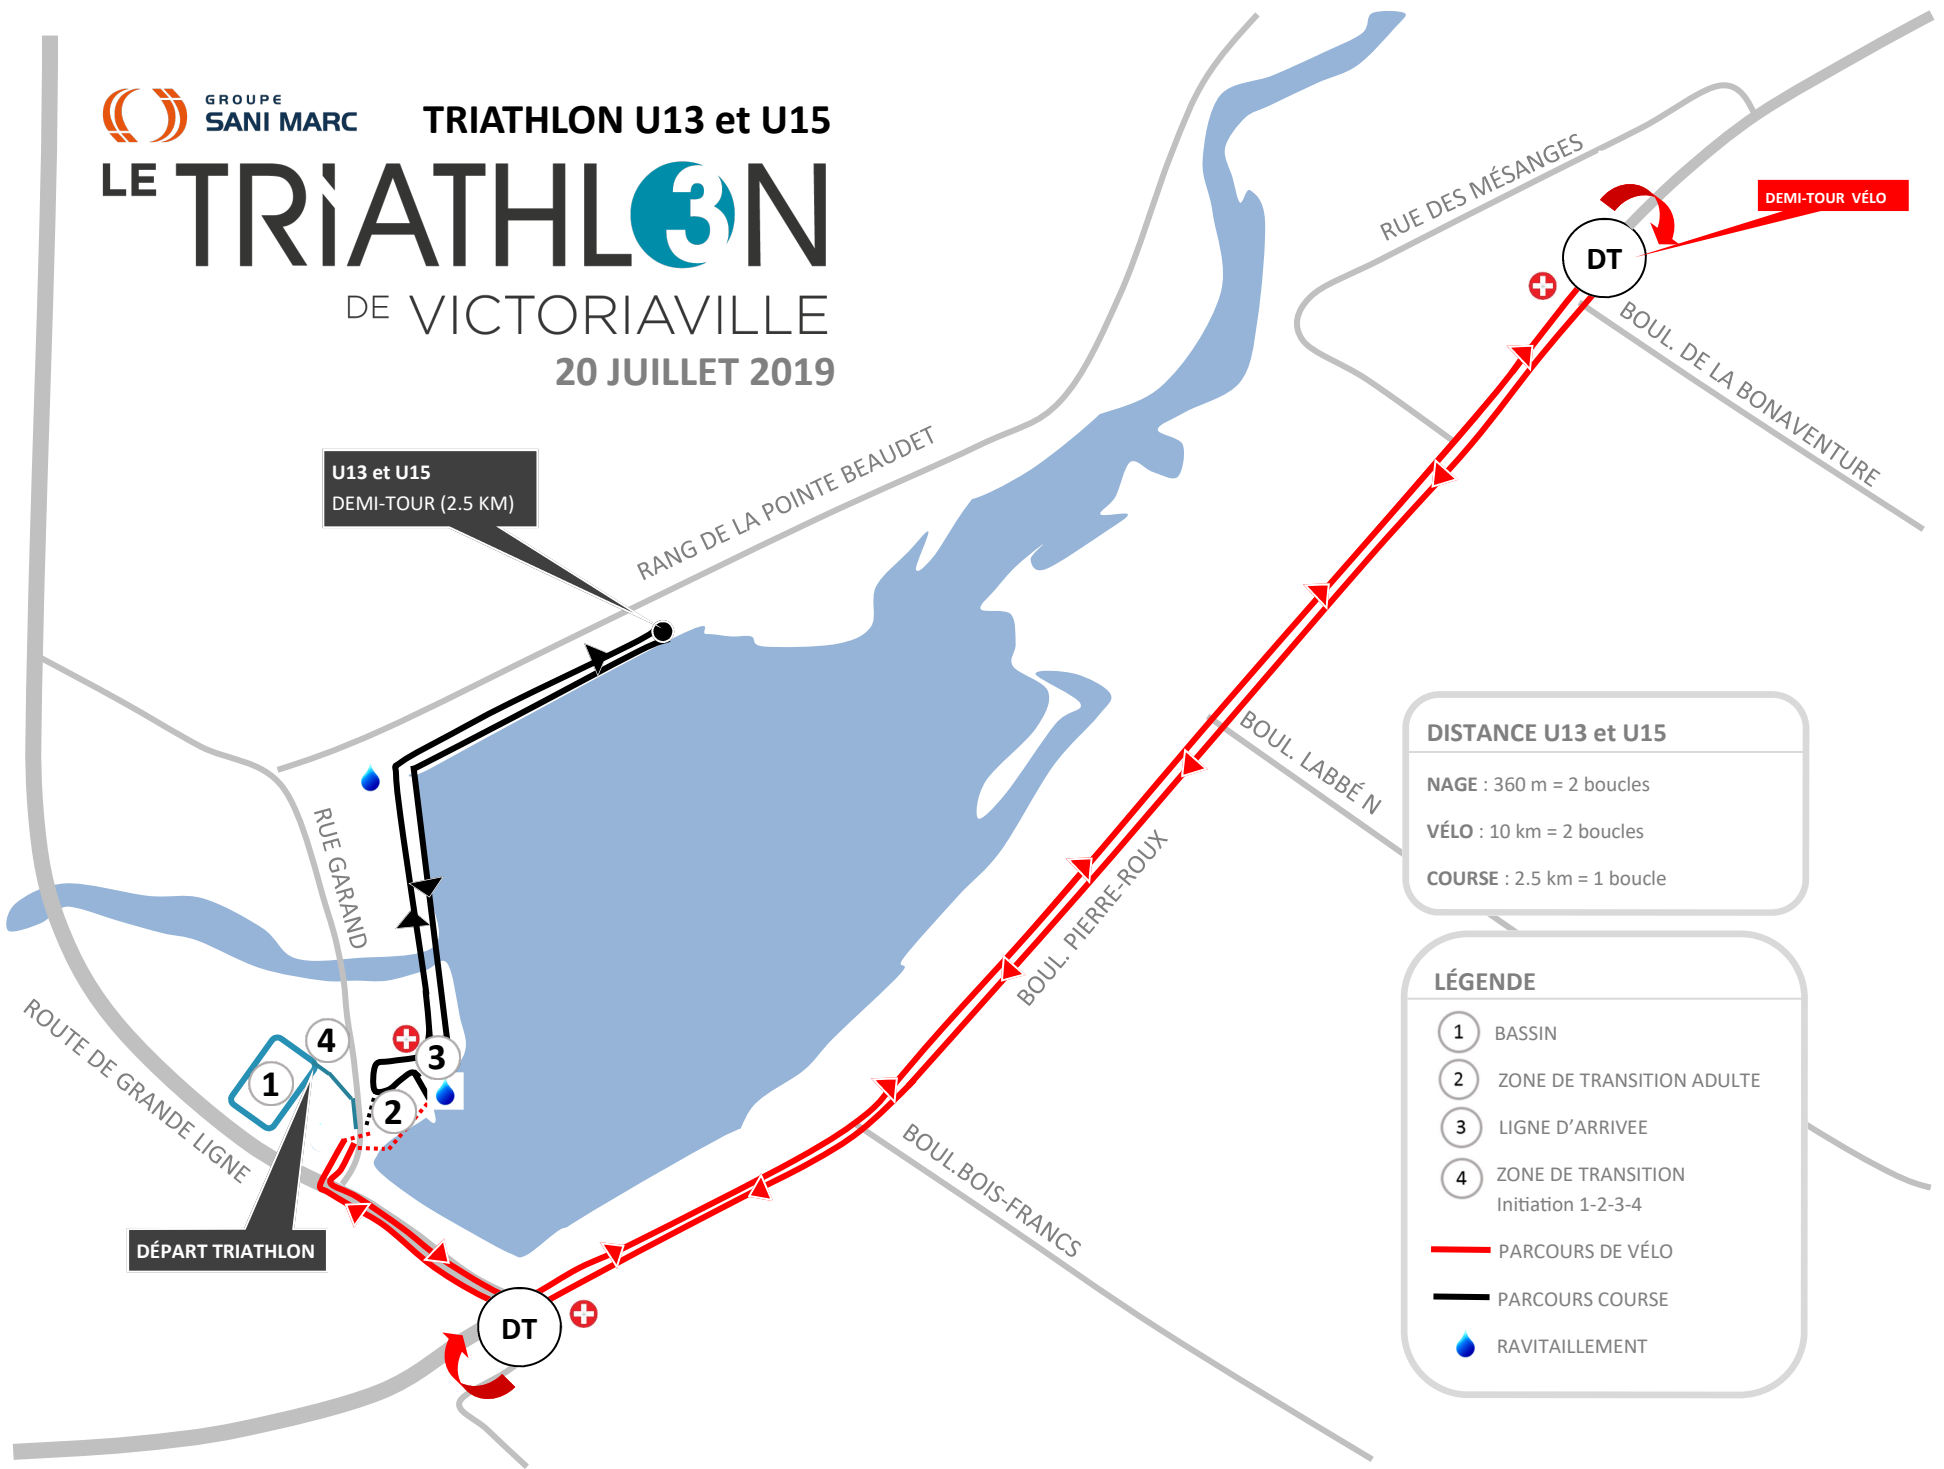 GROUPE
SANI MARC
TRIATHLON U13 et U15
LE TRiATHL3N
DE VICTORIAVILLE
20 JUILLET 2019
U13 et U15
DEMI-TOUR (2.5 KM)
RANG DE LA POINTE BEAUDET
RUE DES MÉSANGES
DEMI-TOUR VÉLO
DT
BOUL. DE LA BONAVENTURE
BOUL. LABBÉ N
BOUL. PIERRE-ROUX
BOUL.BOIS-FRANCS
RUE GARAND
ROUTE DE GRANDE LIGNE
4
1
3
2
DÉPART TRIATHLON
DT
DISTANCE U13 et U15
NAGE : 360 m = 2 boucles
VÉLO : 10 km = 2 boucles
COURSE : 2.5 km = 1 boucle
LÉGENDE
1 BASSIN
2 ZONE DE TRANSITION ADULTE
3 LIGNE D'ARRIVEE
4 ZONE DE TRANSITION
Initiation 1-2-3-4
PARCOURS DE VÉLO
PARCOURS COURSE
RAVITAILLEMENT